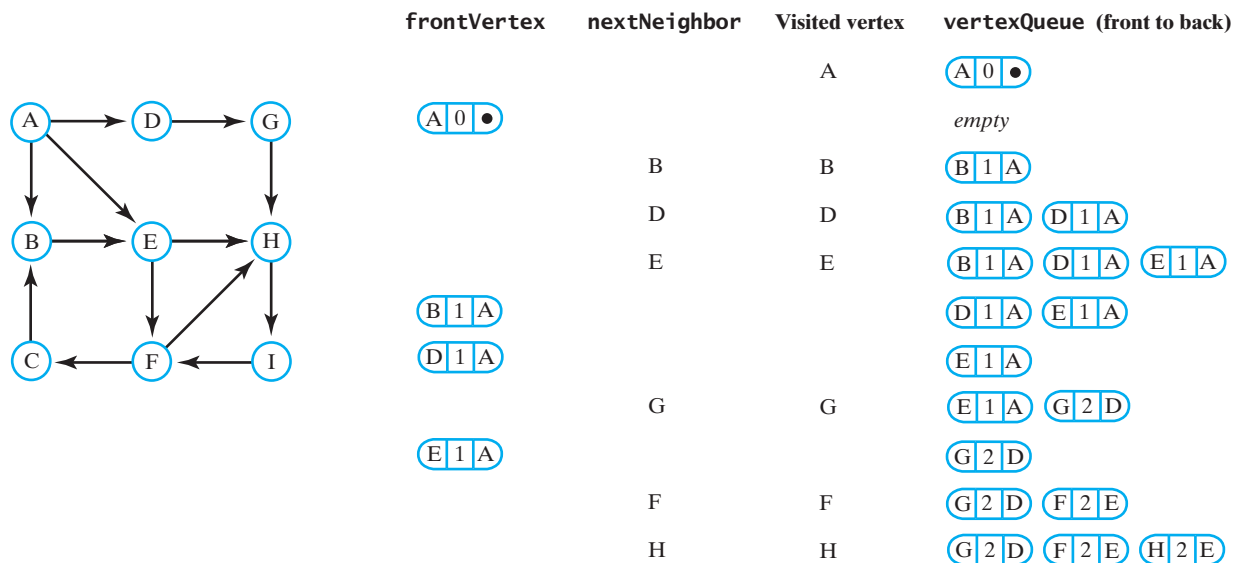 frontVertex nextNeighbor Visited vertex vertexQueue (front to back)
A A 0 •
A D G A 0 • empty
B B B 1 A
D D B 1 A D 1 A
B E H E E B 1 A D 1 A E 1 A
B 1 A D 1 A E 1 A
C F I D 1 A E 1 A
G G E 1 A G 2 D
E 1 A G 2 D
F F G 2 D F 2 E
H H G 2 D F 2 E H 2 E